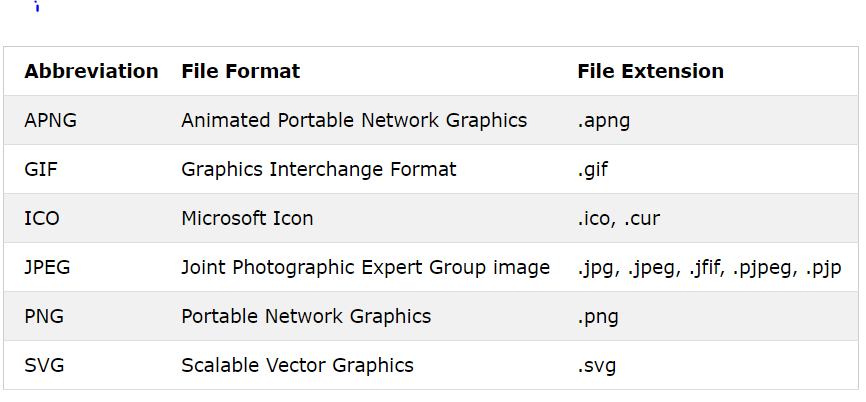 Abbreviation File Format File Extension
APNG Animated Portable Network Graphics .apng
GIF Graphics Interchange Format .gif
ICO Microsoft Icon .ico, .cur
JPEG Joint Photographic Expert Group image .jpg, .jpeg, .jfif, .pjpeg, .pjp
PNG Portable Network Graphics .png
SVG Scalable Vector Graphics .svg